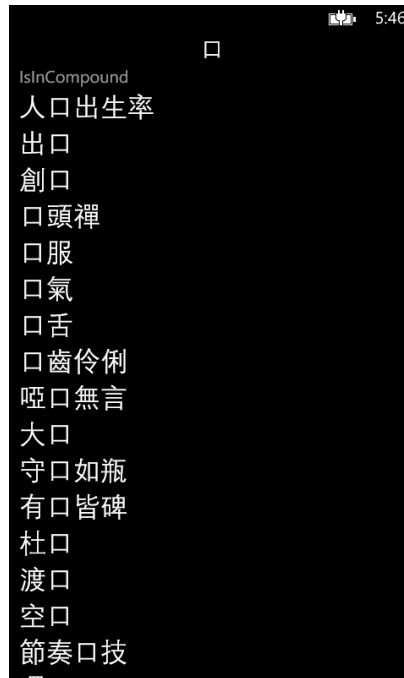 5:46
口
IsInCompound
人口出生率
出口
創口
口頭禪
口服
口氣
口舌
口齒伶俐
啞口無言
大口
守口如瓶
有口皆碑
杜口
渡口
空口
節奏口技